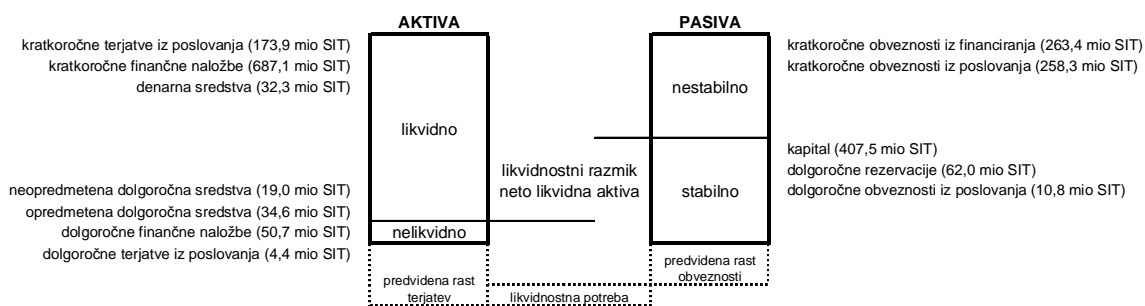 AKTIVA
PASIVA
kratkoročne terjatve iz poslovanja (173,9 mio SIT)
kratkoročne finančne naložbe (687,1 mio SIT)
denarna sredstva (32,3 mio SIT)
likvidno
neopredmetena dolgoročna sredstva (19,0 mio SIT)
opredmetena dolgoročna sredstva (34,6 mio SIT)
dolgoročne finančne naložbe (50,7 mio SIT)
dolgoročne terjatve iz poslovanja (4,4 mio SIT)
nelikvidno
likvidnostni razmik
neto likvidna aktiva
nestabilno
stabilno
kratkoročne obveznosti iz financiranja (263,4 mio SIT)
kratkoročne obveznosti iz poslovanja (258,3 mio SIT)
kapital (407,5 mio SIT)
dolgoročne rezervacije (62,0 mio SIT)
dolgoročne obveznosti iz poslovanja (10,8 mio SIT)
predvidena rast
terjatev
likvidnostna potreba
predvidena rast
obveznosti